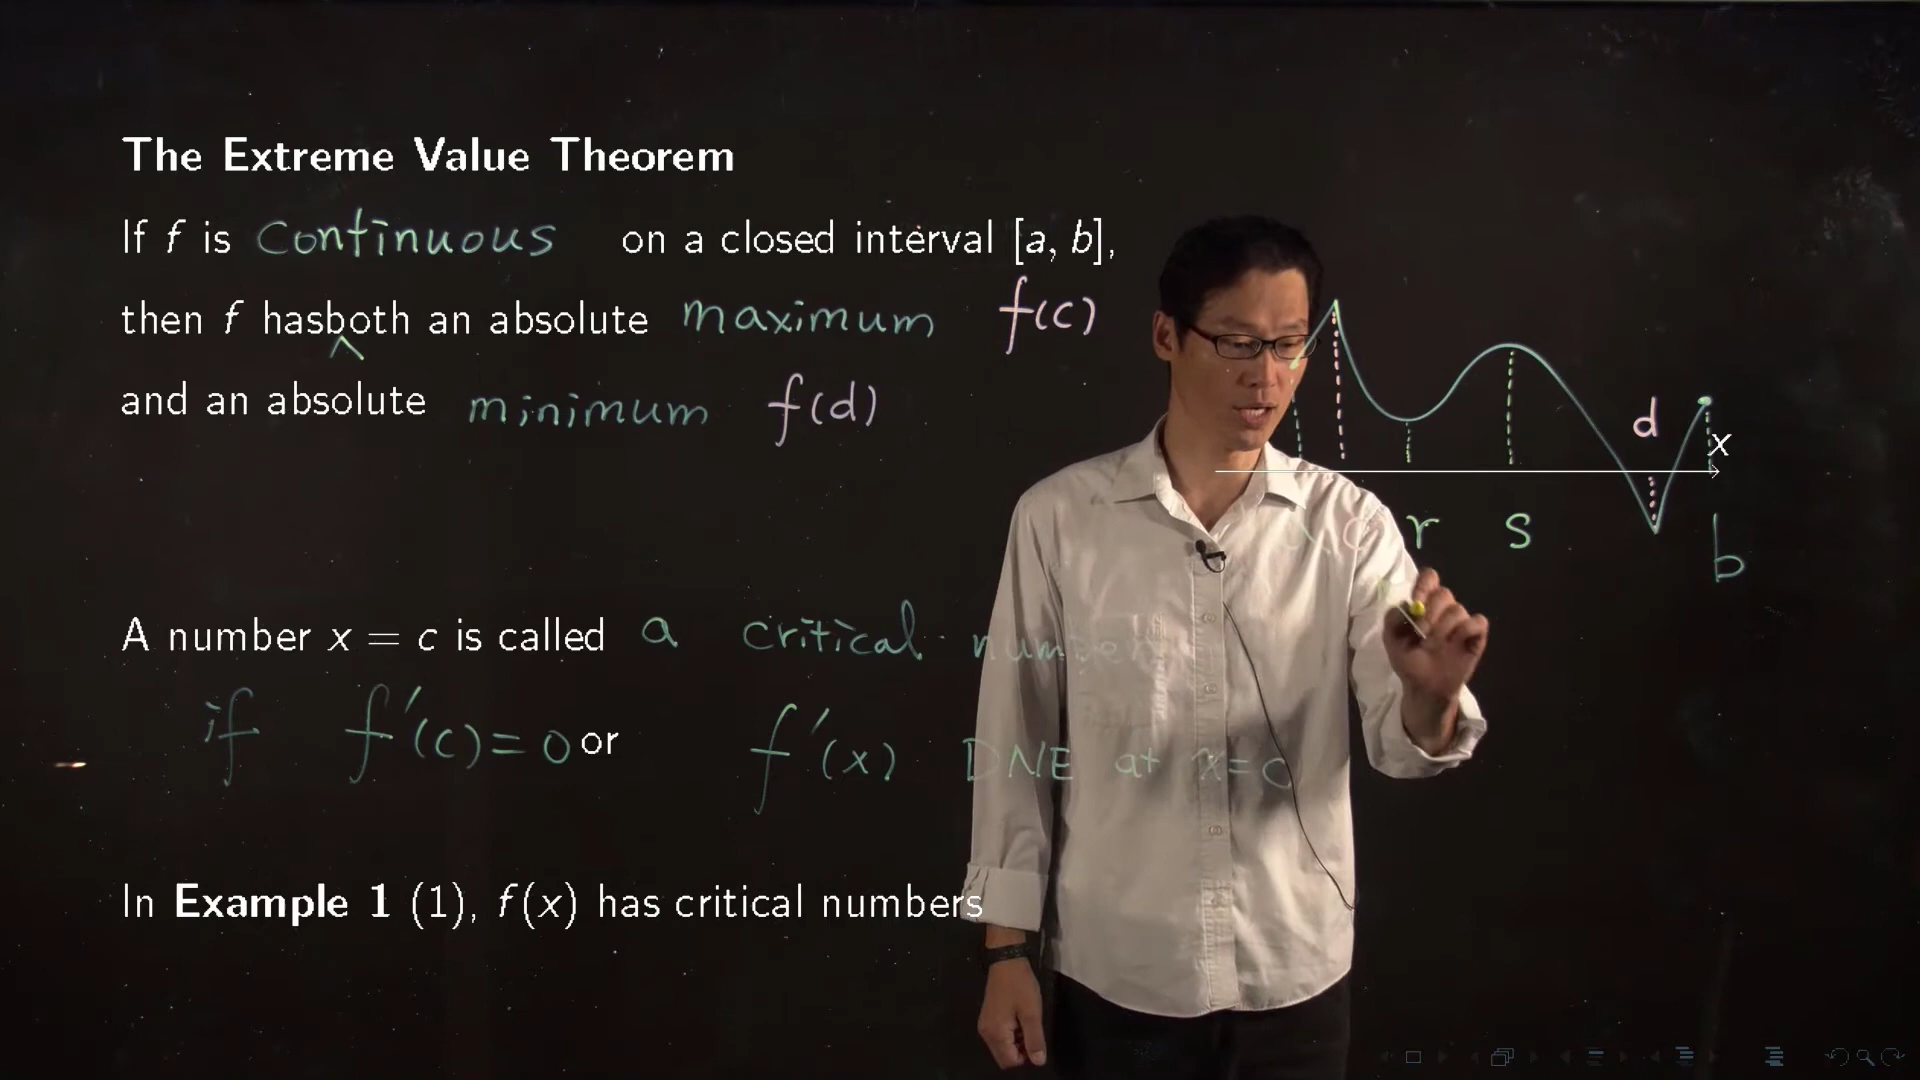 The Extreme Value Theorem
If f is continuous on a closed interval [a, b],
then f has both an absolute maximum f(c)
and an absolute minimum f(d)
d
x
a c r s
b
A number x = c is called a critical number
if f'(c)=0 or f'(x) DNE at x=c
In Example 1 (1), f(x) has critical numbers